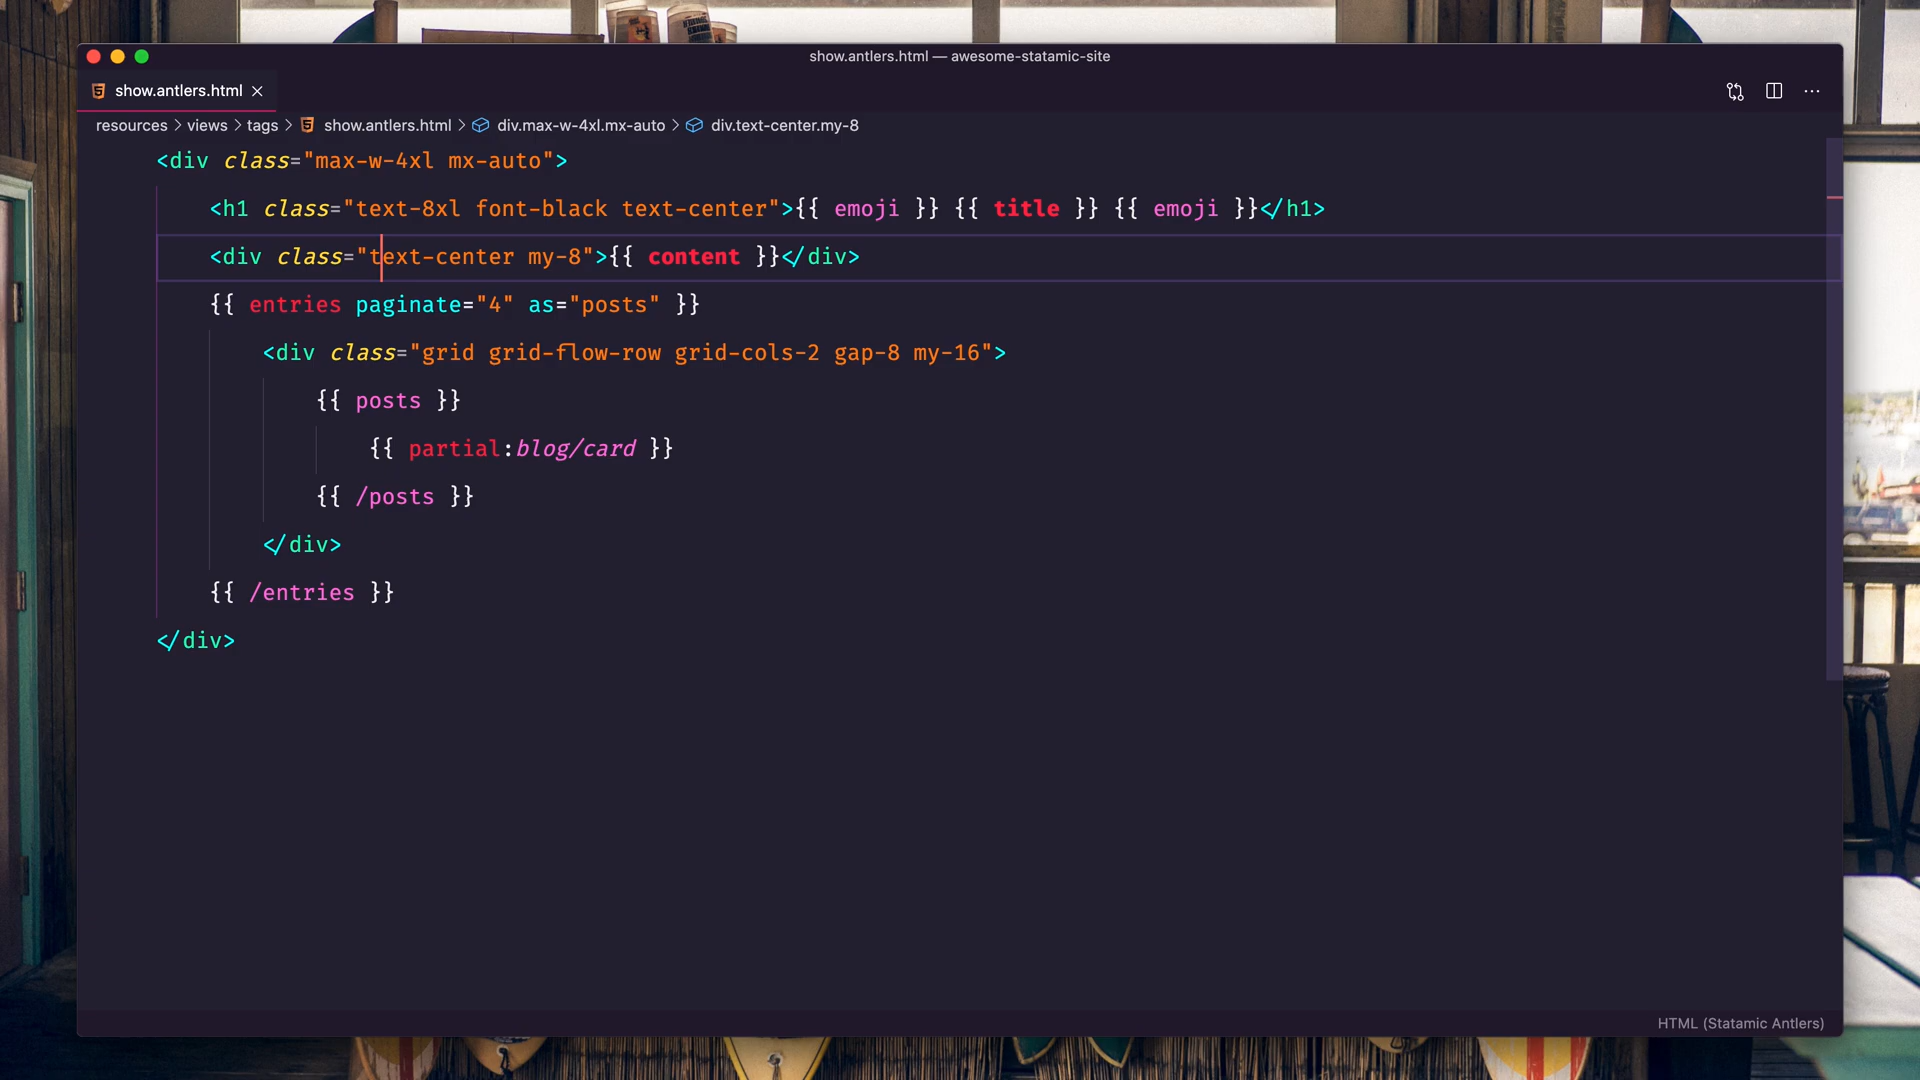 show.antlers.html — awesome-statamic-site
show.antlers.html
resources > views > tags > show.antlers.html > div.max-w-4xl.mx-auto > div.text-center.my-8
<div class="max-w-4xl mx-auto">
<h1 class="text-8xl font-black text-center">{{ emoji }} {{ title }} {{ emoji }}</h1>
<div class="text-center my-8">{{ content }}</div>
{{ entries paginate="4" as="posts" }}
<div class="grid grid-flow-row grid-cols-2 gap-8 my-16">
{{ posts }}
{{ partial:blog/card }}
{{ /posts }}
</div>
{{ /entries }}
</div>
HTML (Statamic Antlers)